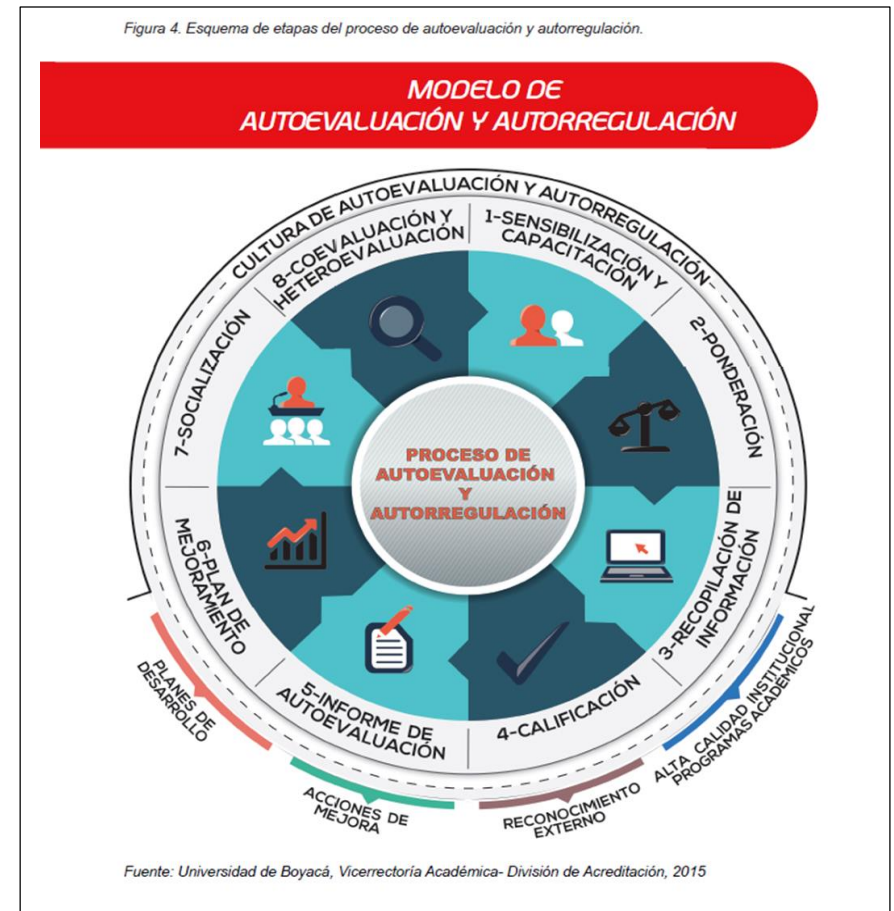 Figura 4. Esquema de etapas del proceso de autoevaluación y autorregulación.
MODELO DE
AUTOEVALUACIÓN Y AUTORREGULACIÓN
CULTURA DE AUTOEVALUACIÓN Y AUTORREGULACIÓN
1-SENSIBILIZACIÓN Y
CAPACITACIÓN
2-PONDERACIÓN
3-RECOPILACIÓN DE
INFORMACIÓN
4-CALIFICACIÓN
5-INFORME DE
AUTOEVALUACIÓN
6-PLAN DE
MEJORAMIENTO
7-SOCIALIZACIÓN
8-COEVALUACIÓN Y
HETEROEVALUACIÓN
PROCESO DE
AUTOEVALUACIÓN
Y
AUTORREGULACIÓN
PLANES DE
DESARROLLO
ACCIONES DE
MEJORA
RECONOCIMIENTO
EXTERNO
ALTA CALIDAD INSTITUCIONAL
PROGRAMAS ACADÉMICOS
Fuente: Universidad de Boyacá, Vicerrectoría Académica- División de Acreditación, 2015